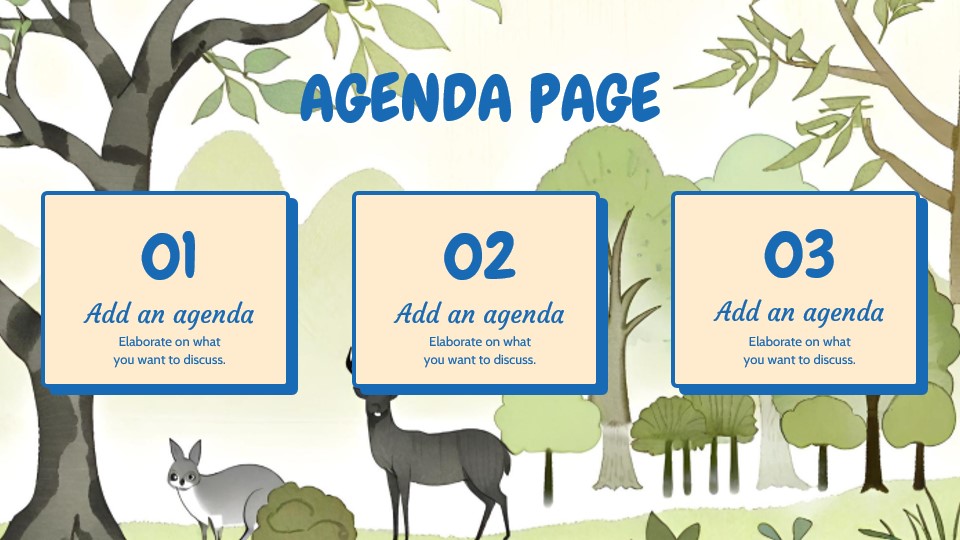 AGENDA PAGE
01
Add an agenda
Elaborate on what
you want to discuss.
02
Add an agenda
Elaborate on what
you want to discuss.
03
Add an agenda
Elaborate on what
you want to discuss.